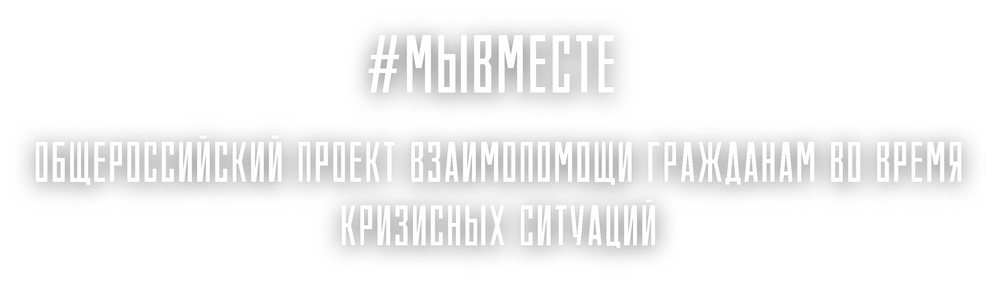 #МЫВМЕСТЕ
ОБЩЕРОССИЙСКИЙ ПРОЕКТ ВЗАИМОПОМОЩИ ГРАЖДАНАМ ВО ВРЕМЯ
КРИЗИСНЫХ СИТУАЦИЙ